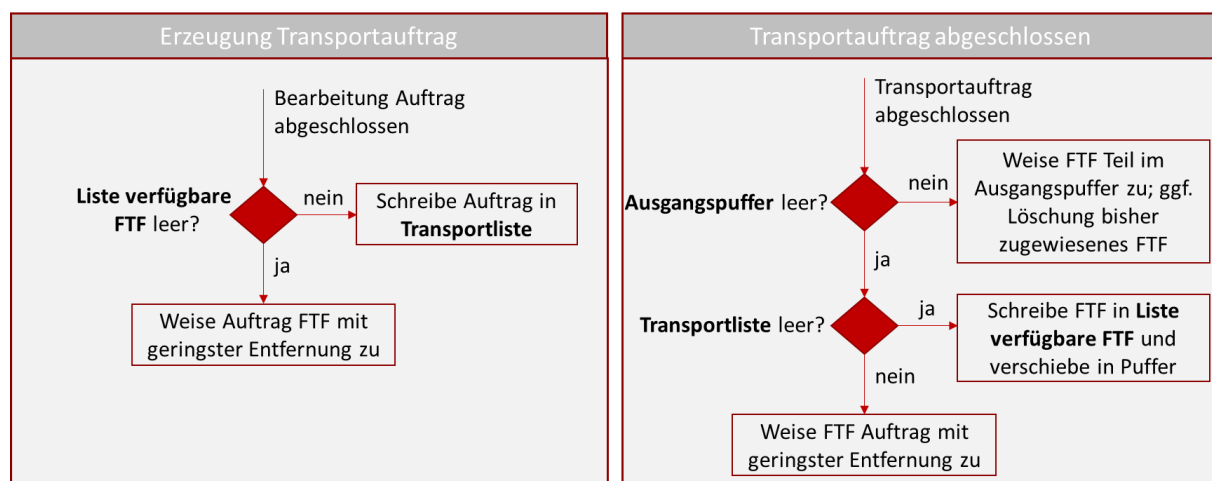 Erzeugung Transportauftrag
Bearbeitung Auftrag
abgeschlossen
Liste verfügbare
FTF leer?
nein
Schreibe Auftrag in
Transportliste
ja
Weise Auftrag FTF mit
geringster Entfernung zu
Transportauftrag abgeschlossen
Transportauftrag
abgeschlossen
Ausgangspuffer leer?
nein
Weise FTF Teil im
Ausgangspuffer zu; ggf.
Löschung bisher
zugewiesenes FTF
ja
Transportliste leer?
ja
Schreibe FTF in Liste
verfügbare FTF und
verschiebe in Puffer
nein
Weise FTF Auftrag mit
geringster Entfernung zu